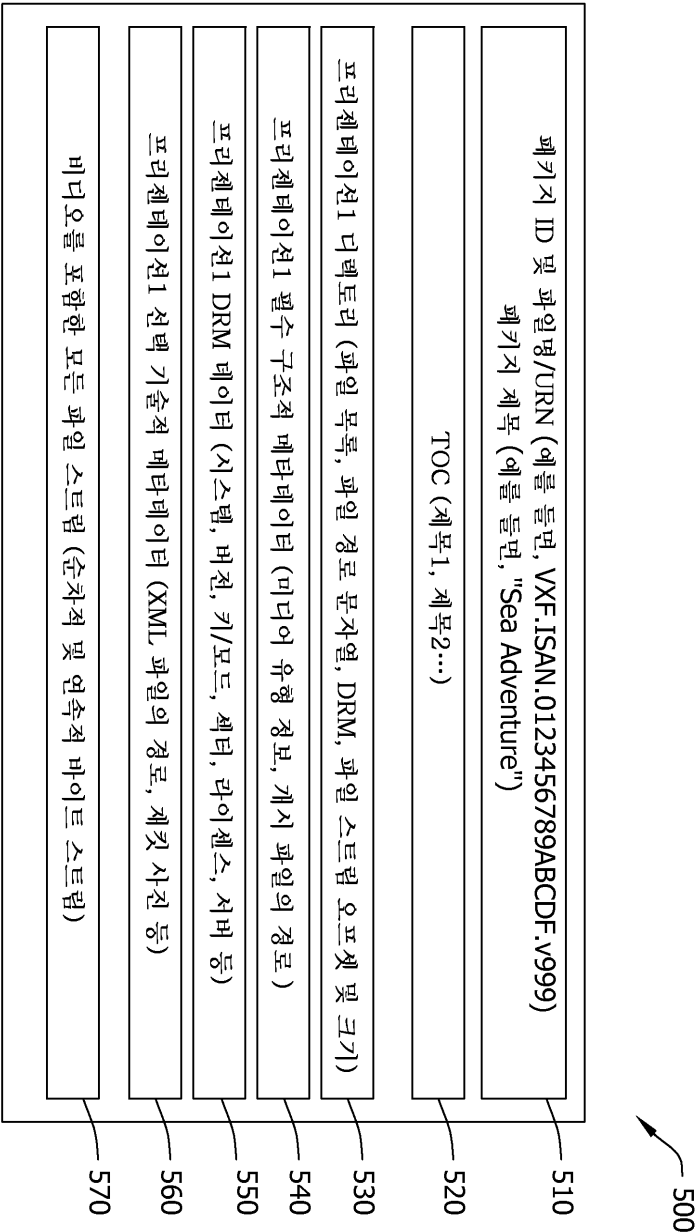 500
패키지 ID 및 파일명/URN (예를 들면, VXF.ISAN.0123456789ABCDF.v999)
패키지 제목 (예를 들면, "Sea Adventure")
510
TOC (제목1, 제목2…)
520
프리젠테이션1 디렉토리 (파일 목록, 파일 경로 문자열, DRM, 파일 스트림 오프셋 및 크기)
530
프리젠테이션1 필수 구조적 메타테이터 (미디어 유형 정보, 개시 파일의 경로 )
540
프리젠테이션1 DRM 데이터 (시스템, 버전, 키/모드, 섹터, 라이센스, 서버 등)
550
프리젠테이션1 선택 기술적 메타테이터 (XML 파일의 경로, 재킷 사진 등)
560
비디오를 포함한 모든 파일 스트림 (순차적 및 연속적 바이트 스트림)
570